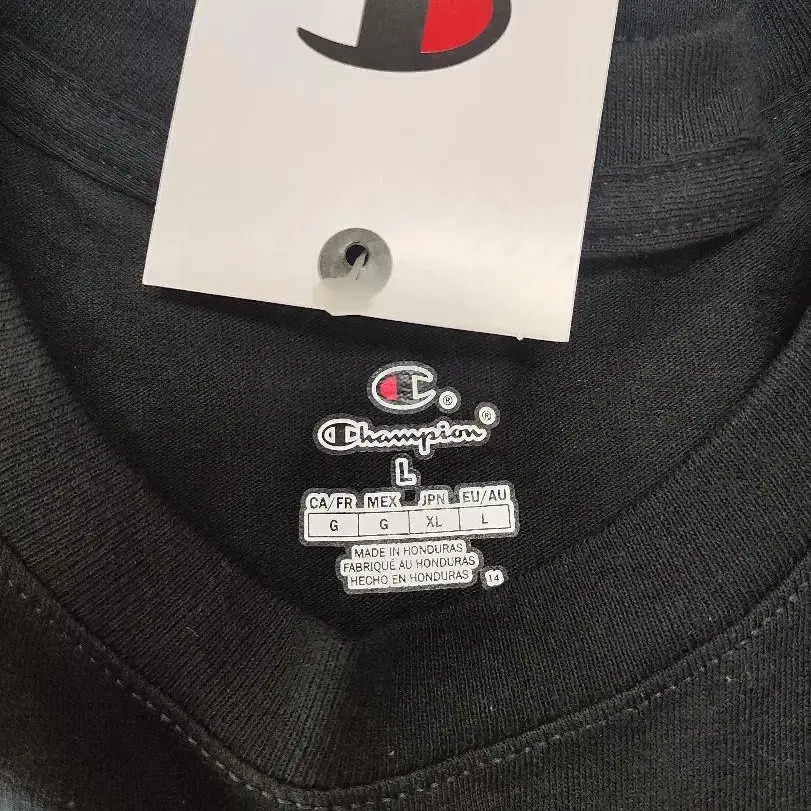 ®
Champion®
L
CA/FR MEX JPN EU/AU
G G XL L
MADE IN HONDURAS
FABRIQUÉ AU HONDURAS
HECHO EN HONDURAS 14